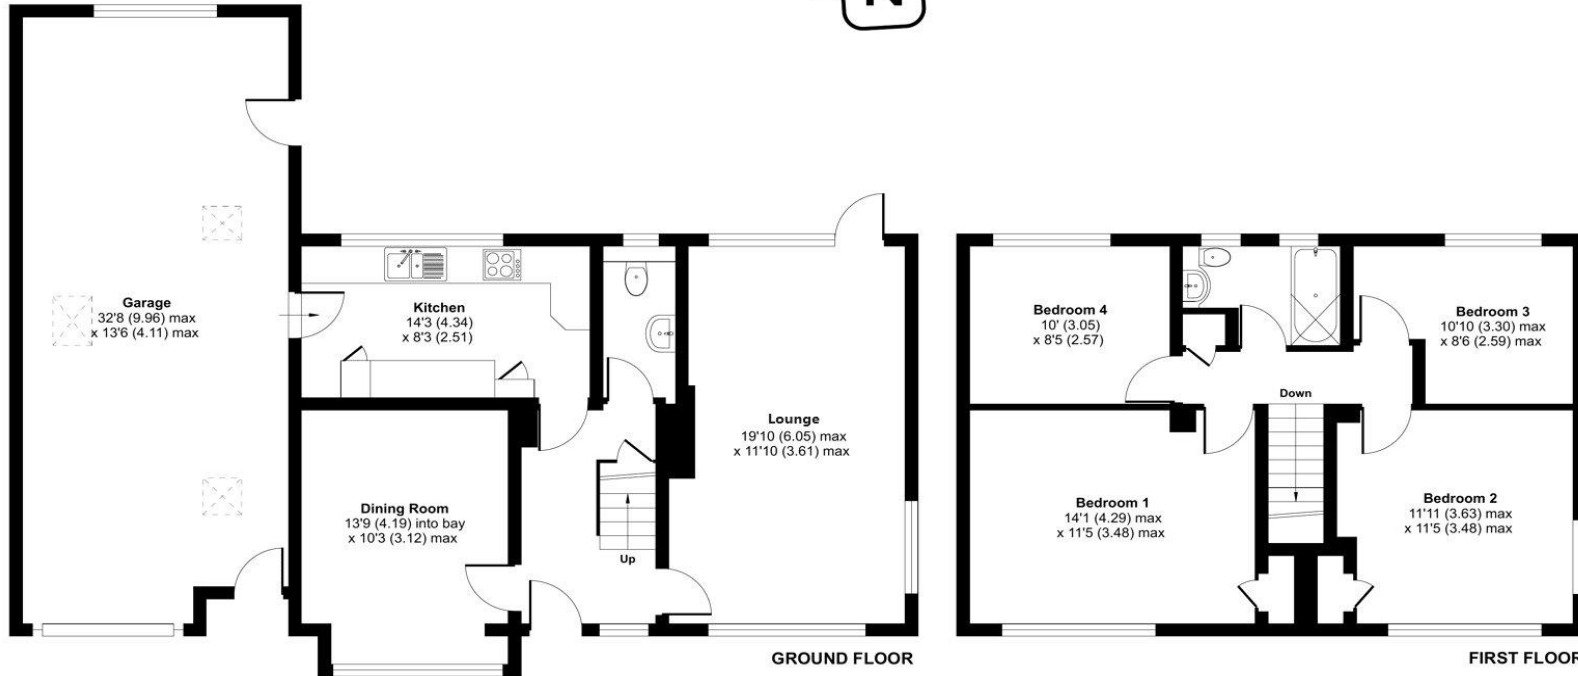 N
Garage
32'8 (9.96) max
x 13'6 (4.11) max
Kitchen
14'3 (4.34)
x 8'3 (2.51)
Lounge
19'10 (6.05) max
x 11'10 (3.61) max
Dining Room
13'9 (4.19) into bay
x 10'3 (3.12) max
Up
GROUND FLOOR
Bedroom 4
10' (3.05)
x 8'5 (2.57)
Bedroom 3
10'10 (3.30) max
x 8'6 (2.59) max
Down
Bedroom 1
14'1 (4.29) max
x 11'5 (3.48) max
Bedroom 2
11'11 (3.63) max
x 11'5 (3.48) max
FIRST FLOOR